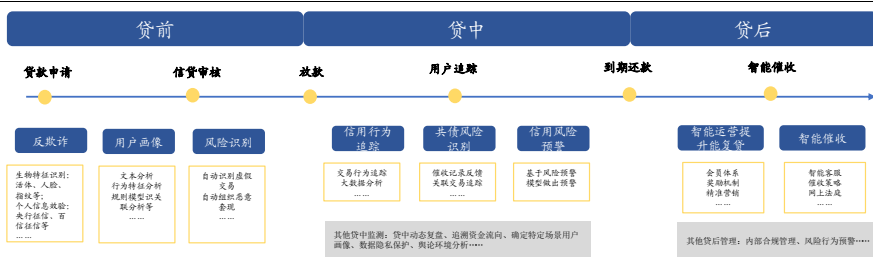 贷前
贷中
贷后
贷款申请
信贷审核
放款
用户追踪
到期还款
智能催收
反欺诈
用户画像
风险识别
信用行为
追踪
共债风险
识别
信用风险
预警
智能运营提
升能复贷
智能催收
生物特征识别:
活体、人脸、
指纹等;
个人信息效验:
央行征信、百
信征信等
……
文本分析
行为特征分析
规则模型识关
联分析等
……
自动识别虚假
交易
自动组织恶意
套现
……
交易行为追踪
大数据分析
……
催收记录反馈
关联交易追踪
……
基于风险预警
模型做出预警
……
会员体系
奖励机制
精准营销
……
智能客服
催收策略
网上法庭
……
其他贷中监测:贷中动态复盘、追溯资金流向、确定特定场景用户
画像、数据隐私保护、舆论环境分析……
其他贷后管理:内部合规管理、风险行为预警……